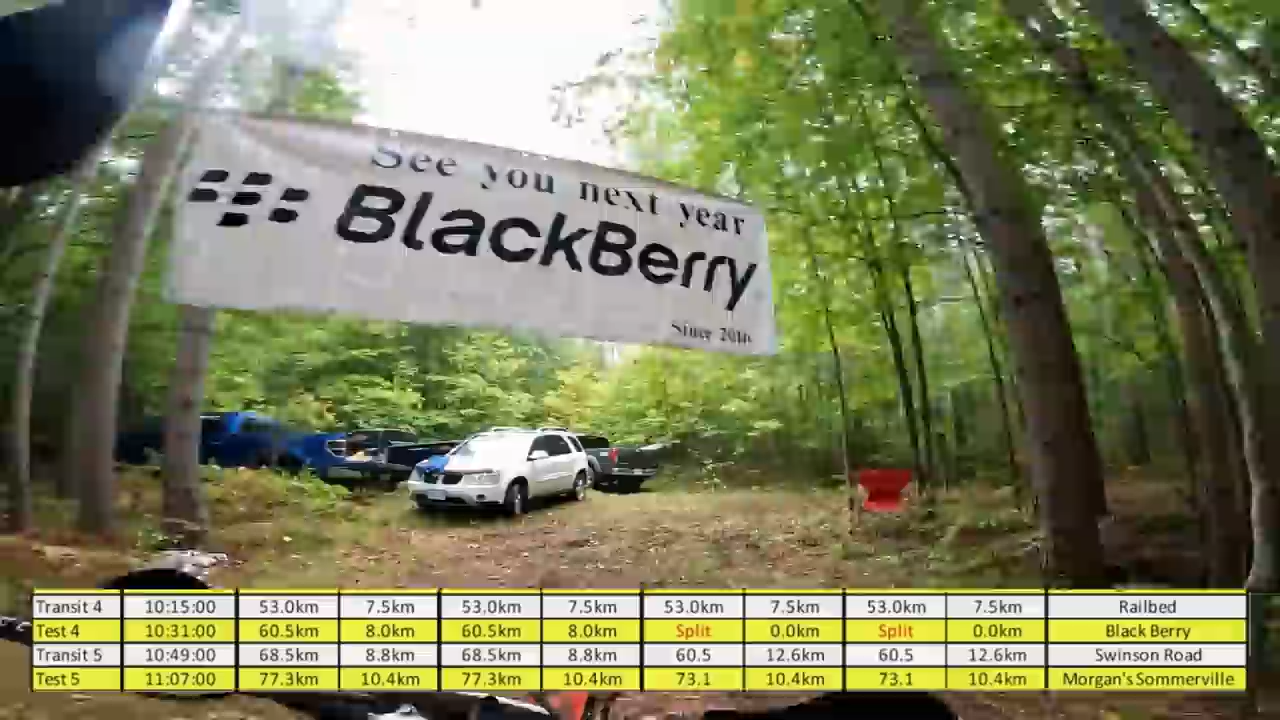 See you next year
BlackBerry
Since 2010
Transit 4 10:15:00 53.0km 7.5km 53.0km 7.5km 53.0km 7.5km 53.0km 7.5km Railbed
Test 4 10:31:00 60.5km 8.0km 60.5km 8.0km Split 0.0km Split 0.0km Black Berry
Transit 5 10:49:00 68.5km 8.8km 68.5km 8.8km 60.5 12.6km 60.5 12.6km Swinson Road
Test 5 11:07:00 77.3km 10.4km 77.3km 10.4km 73.1 10.4km 73.1 10.4km Morgan's Sommerville